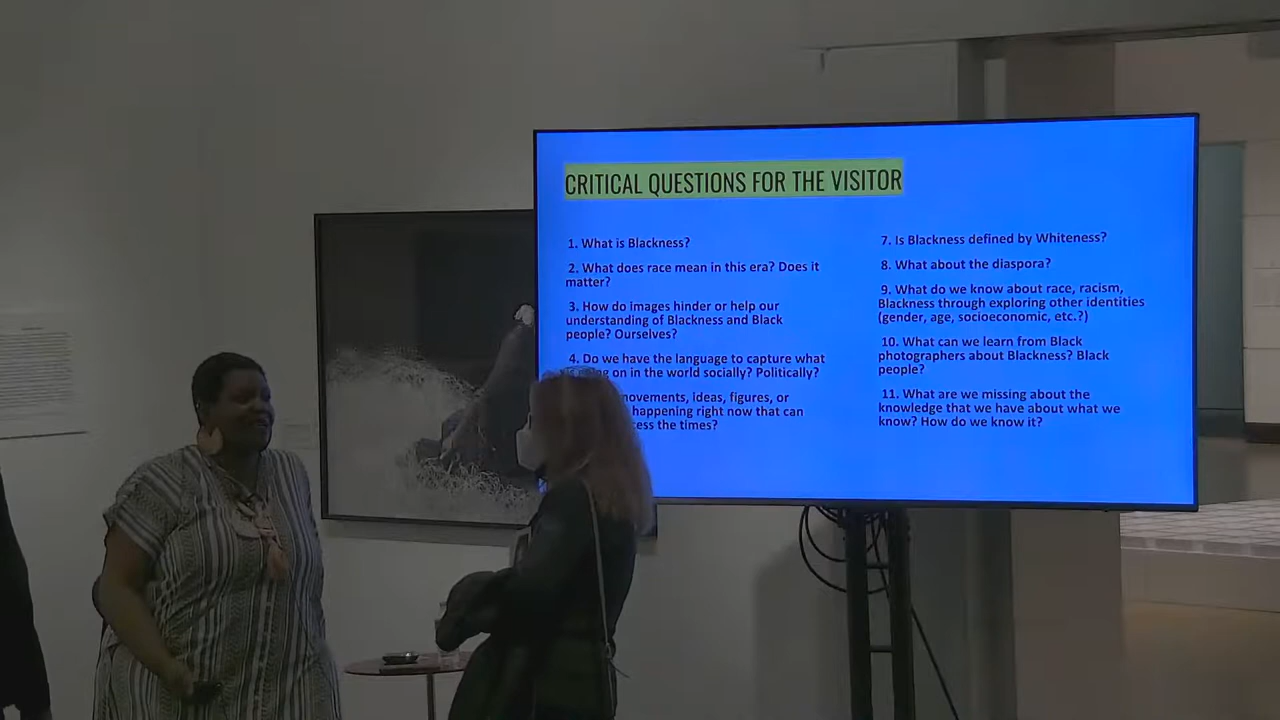 CRITICAL QUESTIONS FOR THE VISITOR
1. What is Blackness?
2. What does race mean in this era? Does it
matter?
3. How do images hinder or help our
understanding of Blackness and Black
people? Ourselves?
4. Do we have the language to capture what
on in the world socially? Politically?
movements, ideas, figures, or
happening right now that can
the times?
7. Is Blackness defined by Whiteness?
8. What about the diaspora?
9. What do we know about race, racism,
Blackness through exploring other identities
(gender, age, socioeconomic, etc.?)
10. What can we learn from Black
photographers about Blackness? Black
people?
11. What are we missing about the
knowledge that we have about what we
know? How do we know it?